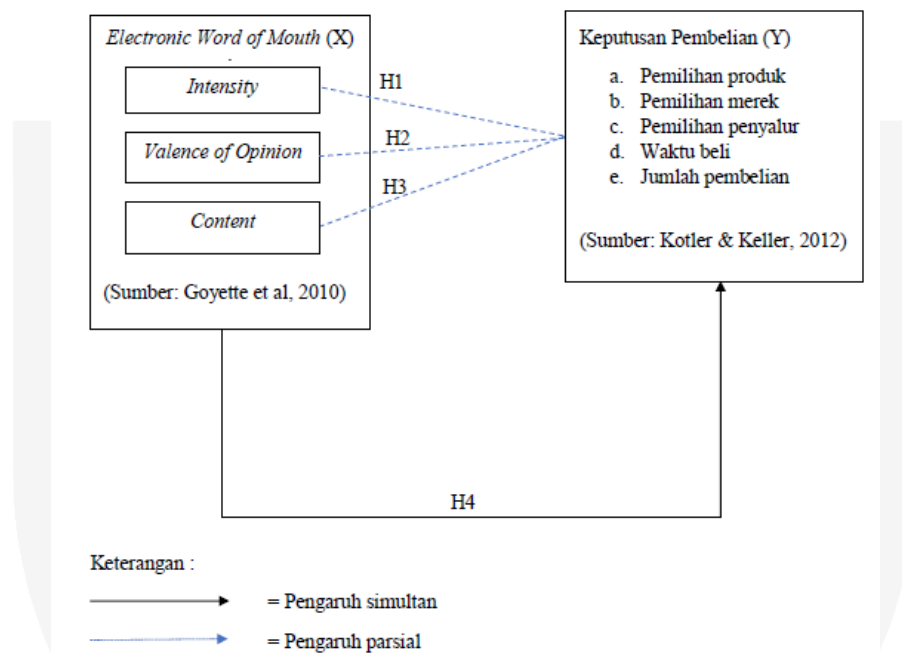 Electronic Word of Mouth (X)
Intensity
Valence of Opinion
Content
(Sumber: Goyette et al, 2010)
H1
H2
H3
Keputusan Pembelian (Y)
a. Pemilihan produk
b. Pemilihan merek
c. Pemilihan penyalur
d. Waktu beli
e. Jumlah pembelian
(Sumber: Kotler & Keller, 2012)
H4
Keterangan :
= Pengaruh simultan
= Pengaruh parsial